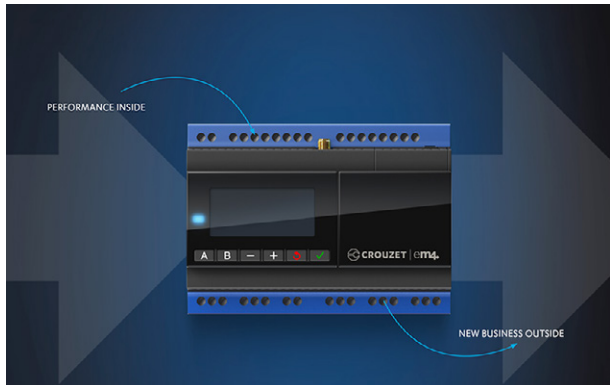 PERFORMANCE INSIDE
A B − +
CROUZET | em4
NEW BUSINESS OUTSIDE